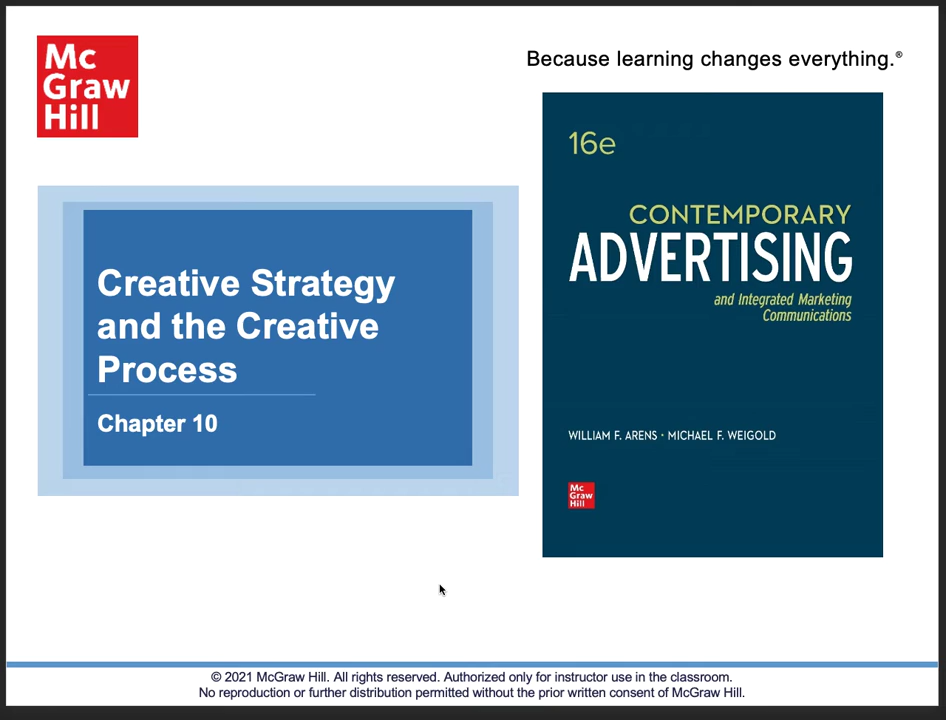 Mc
Graw
Hill
Because learning changes everything.®
Creative Strategy
and the Creative
Process
Chapter 10
16e
CONTEMPORARY
ADVERTISING
and Integrated Marketing
Communications
WILLIAM F. ARENS • MICHAEL F. WEIGOLD
Mc
Graw
Hill
© 2021 McGraw Hill. All rights reserved. Authorized only for instructor use in the classroom.
No reproduction or further distribution permitted without the prior written consent of McGraw Hill.